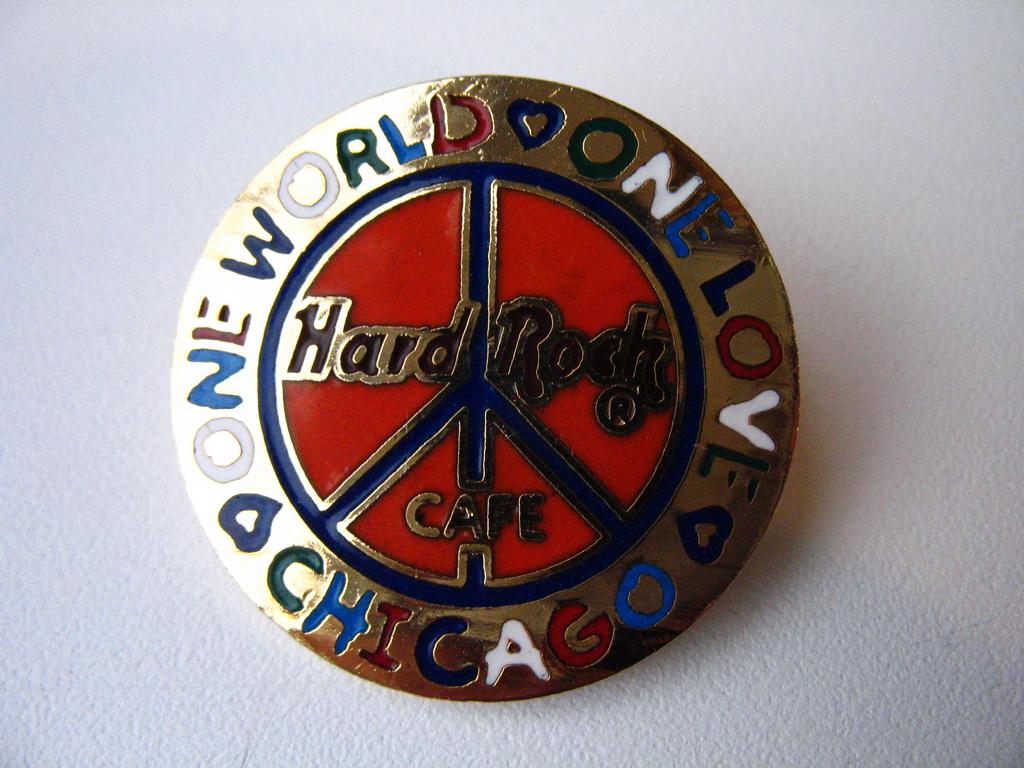 ONE WORLD
ONE LOVE
CHICAGO
Hard Rock ®
CAFE